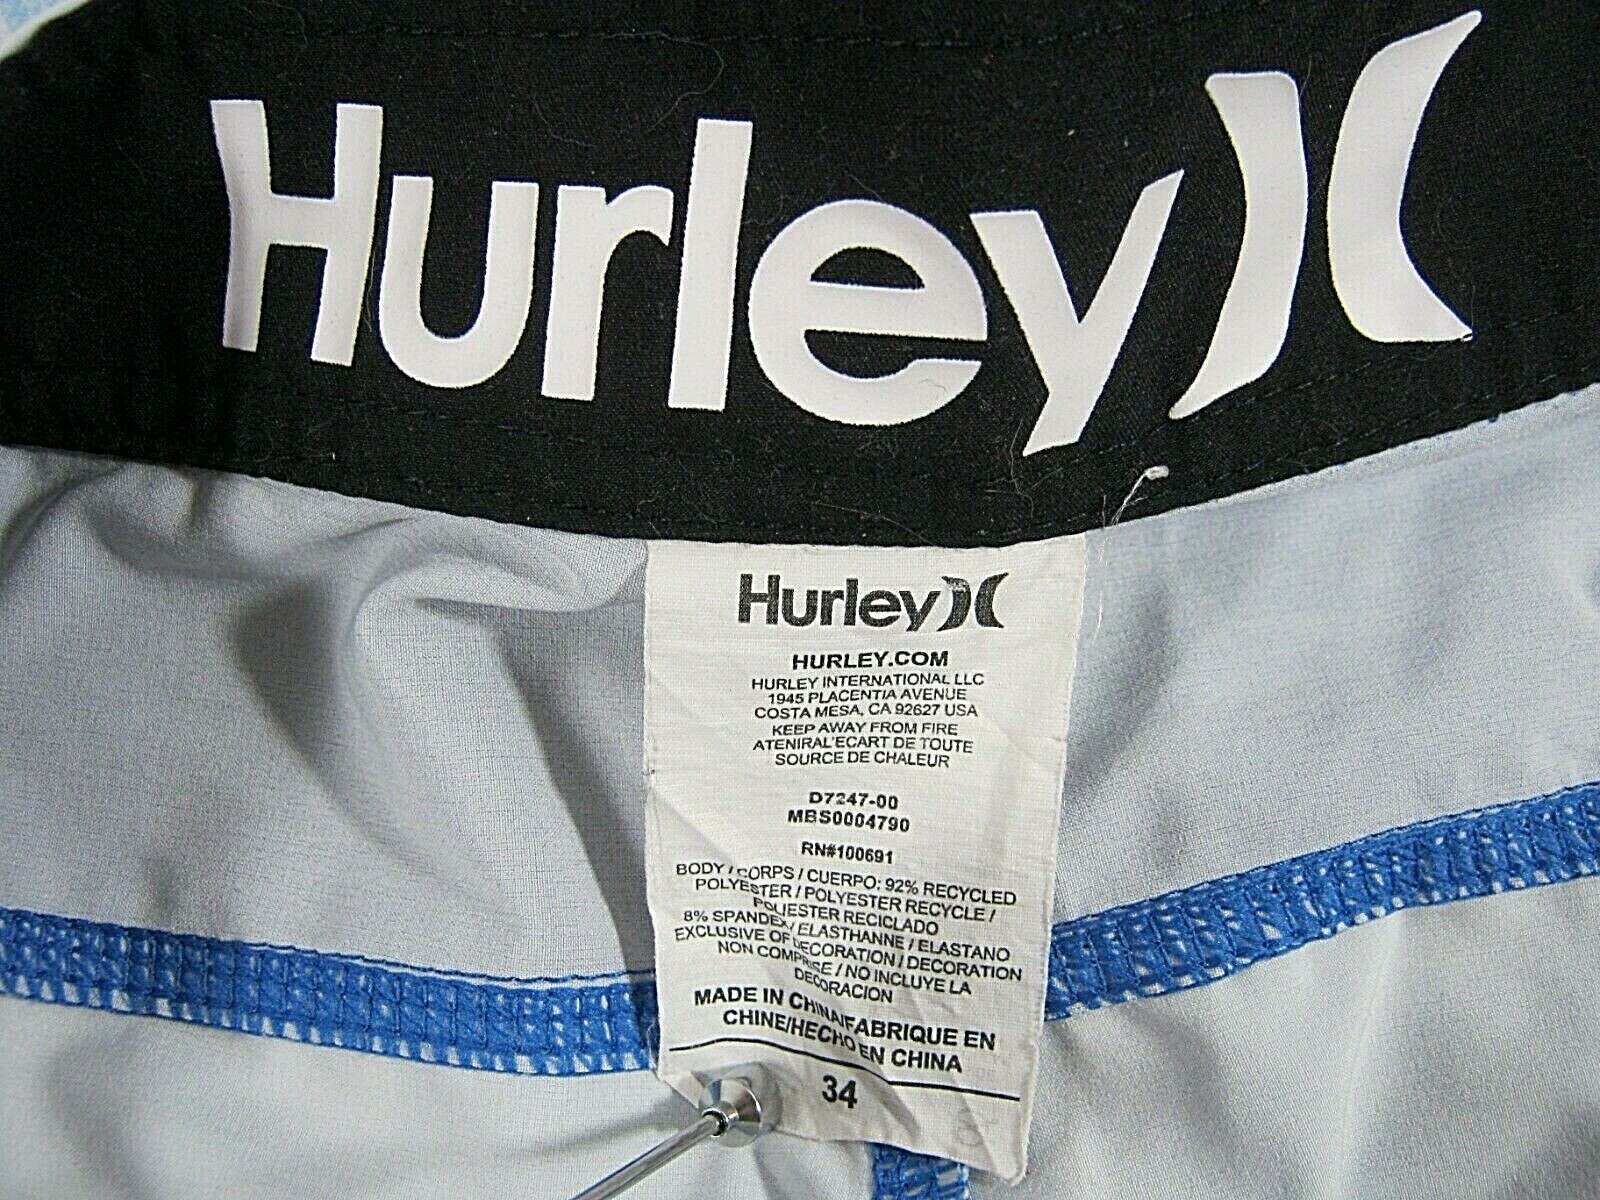 Hurley
Hurley
HURLEY.COM
HURLEY INTERNATIONAL LLC
1945 PLACENTIA AVENUE
COSTA MESA, CA 92627 USA
KEEP AWAY FROM FIRE
ATENIRAL'ECART DE TOUTE
SOURCE DE CHALEUR
D7247-00
MBS0004790
RN#100691
BODY / CORPS / CUERPO: 92% RECYCLED
POLYESTER / POLYESTER RECYCLE /
POLIESTER RECICLADO
8% SPANDEX / ELASTHANNE / ELASTANO
EXCLUSIVE OF DECORATION / DECORATION
NON COMPRISE / NO INCLUYE LA
DECORACION
MADE IN CHINA/FABRIQUE EN
CHINE/HECHO EN CHINA
34